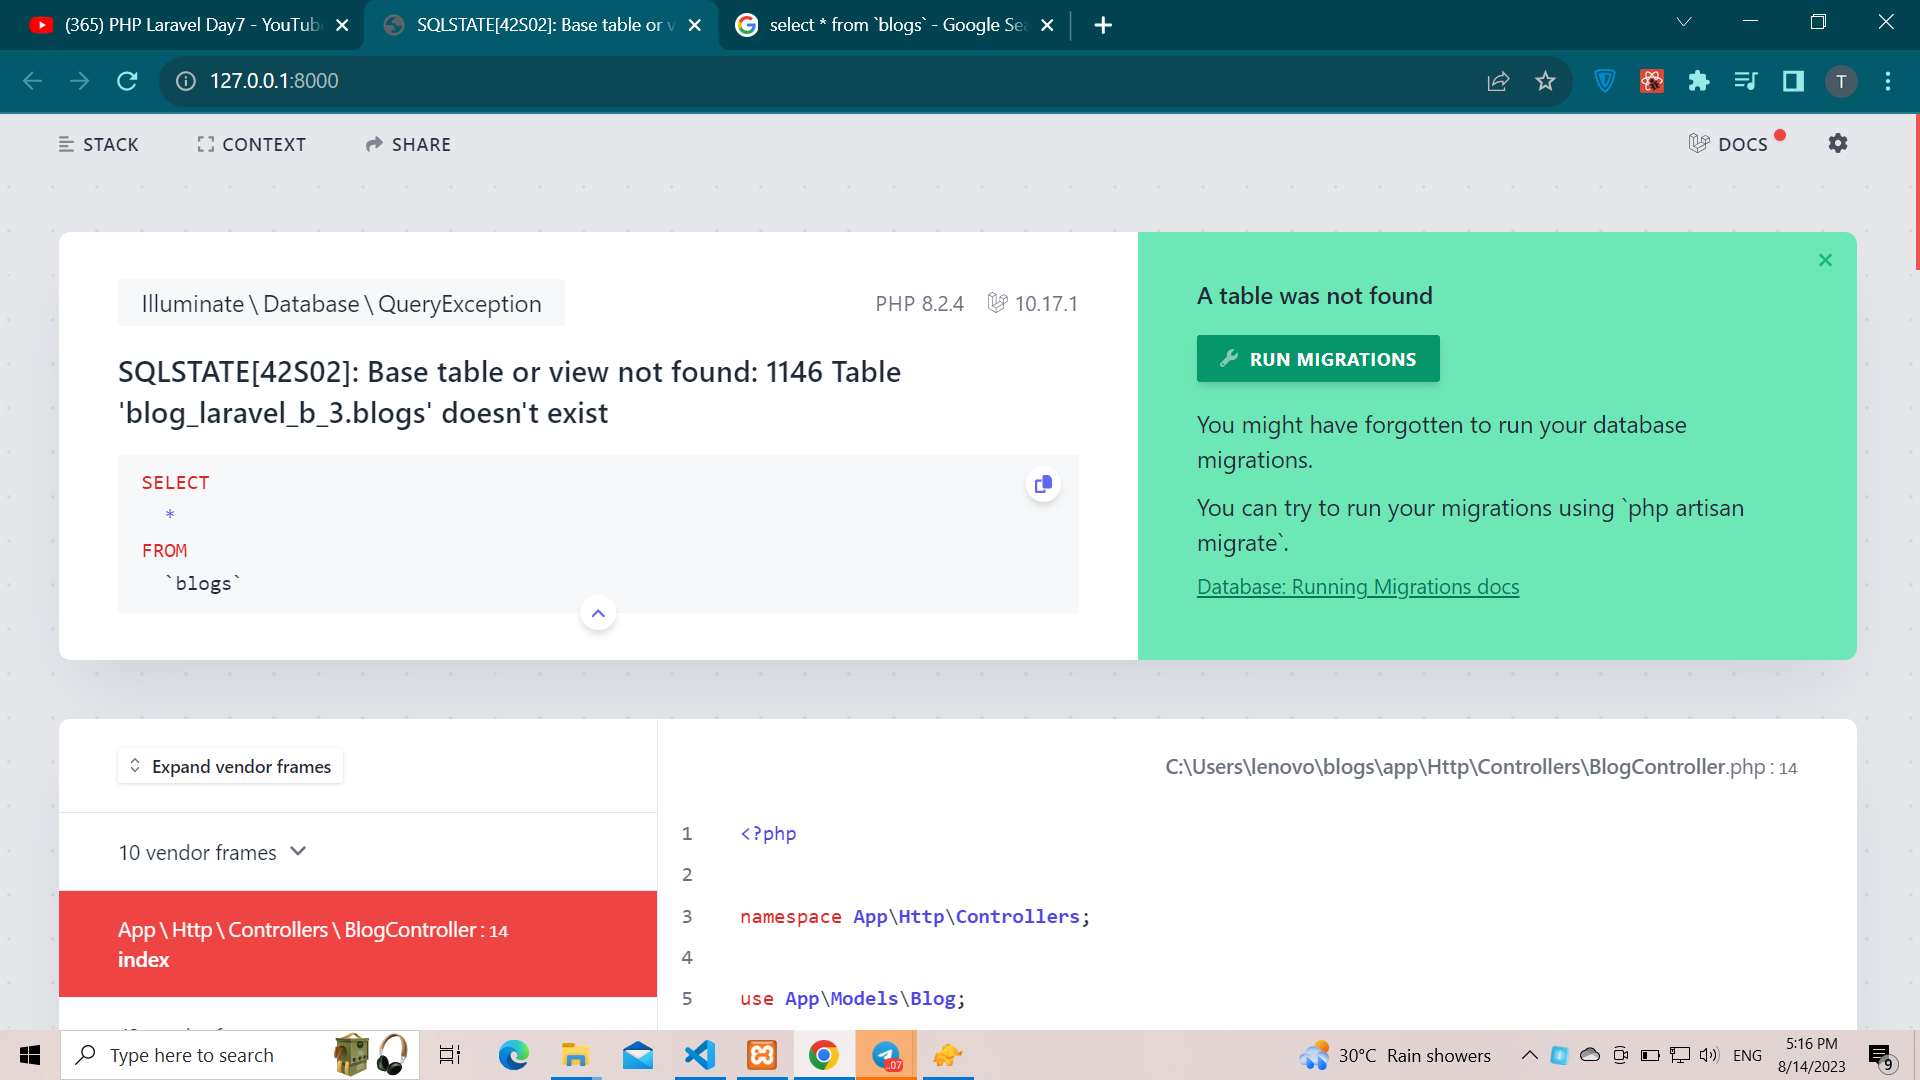 (365) PHP Laravel Day7 - YouTub
SQLSTATE[42S02]: Base table or v
select * from `blogs` - Google Sea
127.0.0.1:8000
T
STACK
CONTEXT
SHARE
DOCS
Illuminate \ Database \ QueryException
PHP 8.2.4
10.17.1
SQLSTATE[42S02]: Base table or view not found: 1146 Table
'blog_laravel_b_3.blogs' doesn't exist
SELECT
*
FROM
`blogs`
A table was not found
RUN MIGRATIONS
You might have forgotten to run your database
migrations.
You can try to run your migrations using `php artisan
migrate`.
Database: Running Migrations docs
Expand vendor frames
10 vendor frames
App \ Http \ Controllers \ BlogController : 14
index
C:\Users\lenovo\blogs\app\Http\Controllers\BlogController.php : 14
1 <?php
2
3 namespace App\Http\Controllers;
4
5 use App\Models\Blog;
Type here to search
..07
30°C Rain showers
ENG
5:16 PM
8/14/2023
9